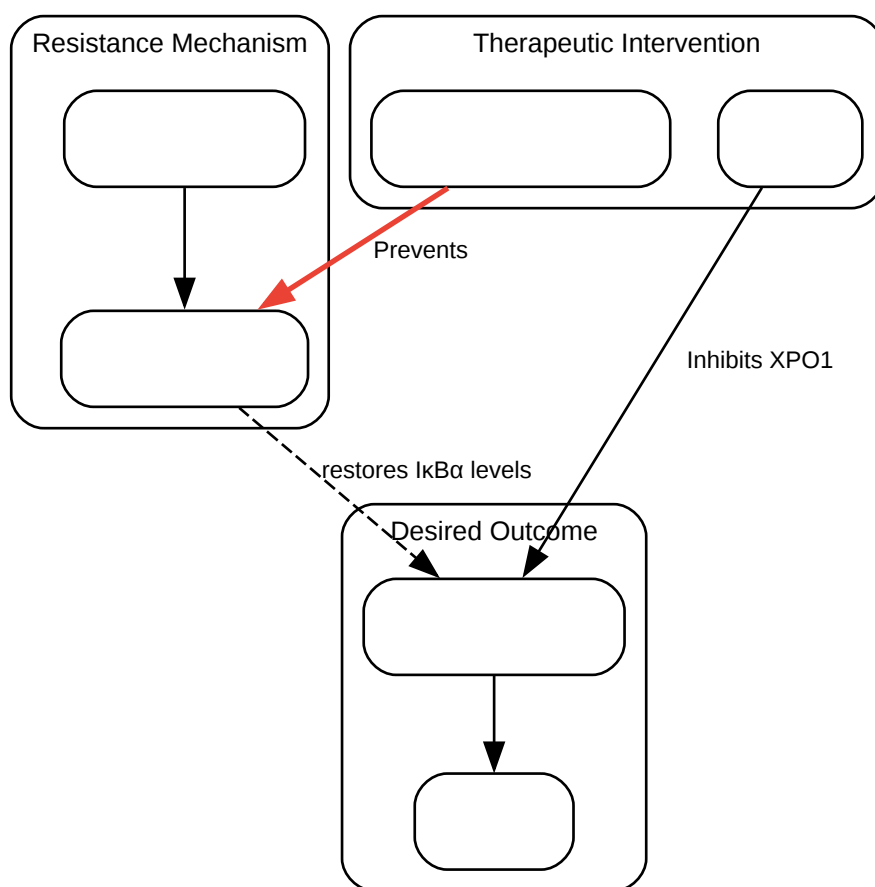 Resistance Mechanism
Therapeutic Intervention
Prevents
Inhibits XPO1
restores IκBα levels
Desired Outcome